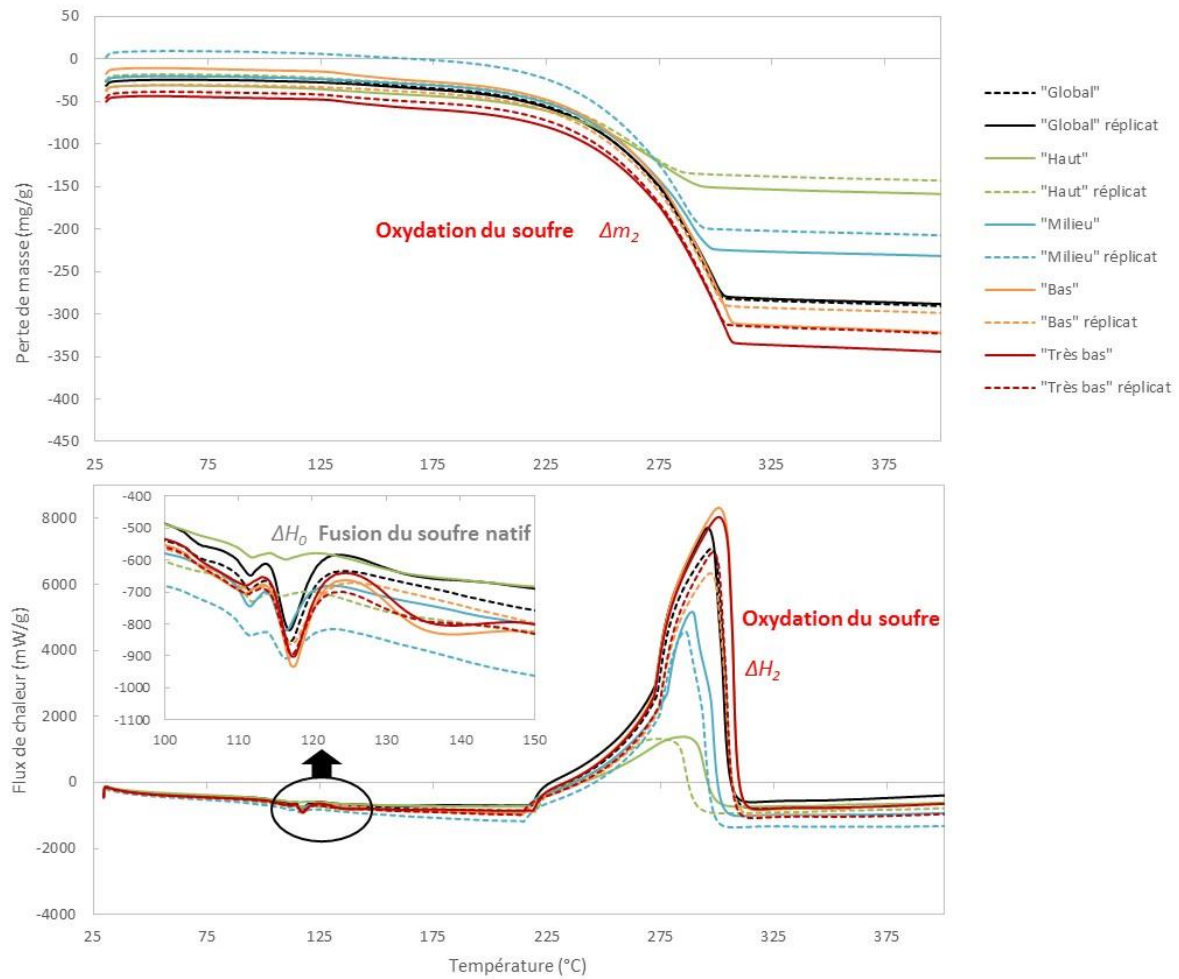 50
0
-50
-100
-150
-200
-250
-300
-350
-400
-450
Perte de masse (mg/g)
Oxydation du soufre Δm2
25 75 125 175 225 275 325 375
"Global"
"Global" réplicat
"Haut"
"Haut" réplicat
"Milieu"
"Milieu" réplicat
"Bas"
"Bas" réplicat
"Très bas"
"Très bas" réplicat
8000
6000
4000
2000
0
-2000
-4000
Flux de chaleur (mW/g)
-400
-500
-600
-700
-800
-900
-1000
-1100
ΔH0 Fusion du soufre natif
100 110 120 130 140 150
Oxydation du soufre
ΔH2
25 75 125 175 225 275 325 375
Température (°C)